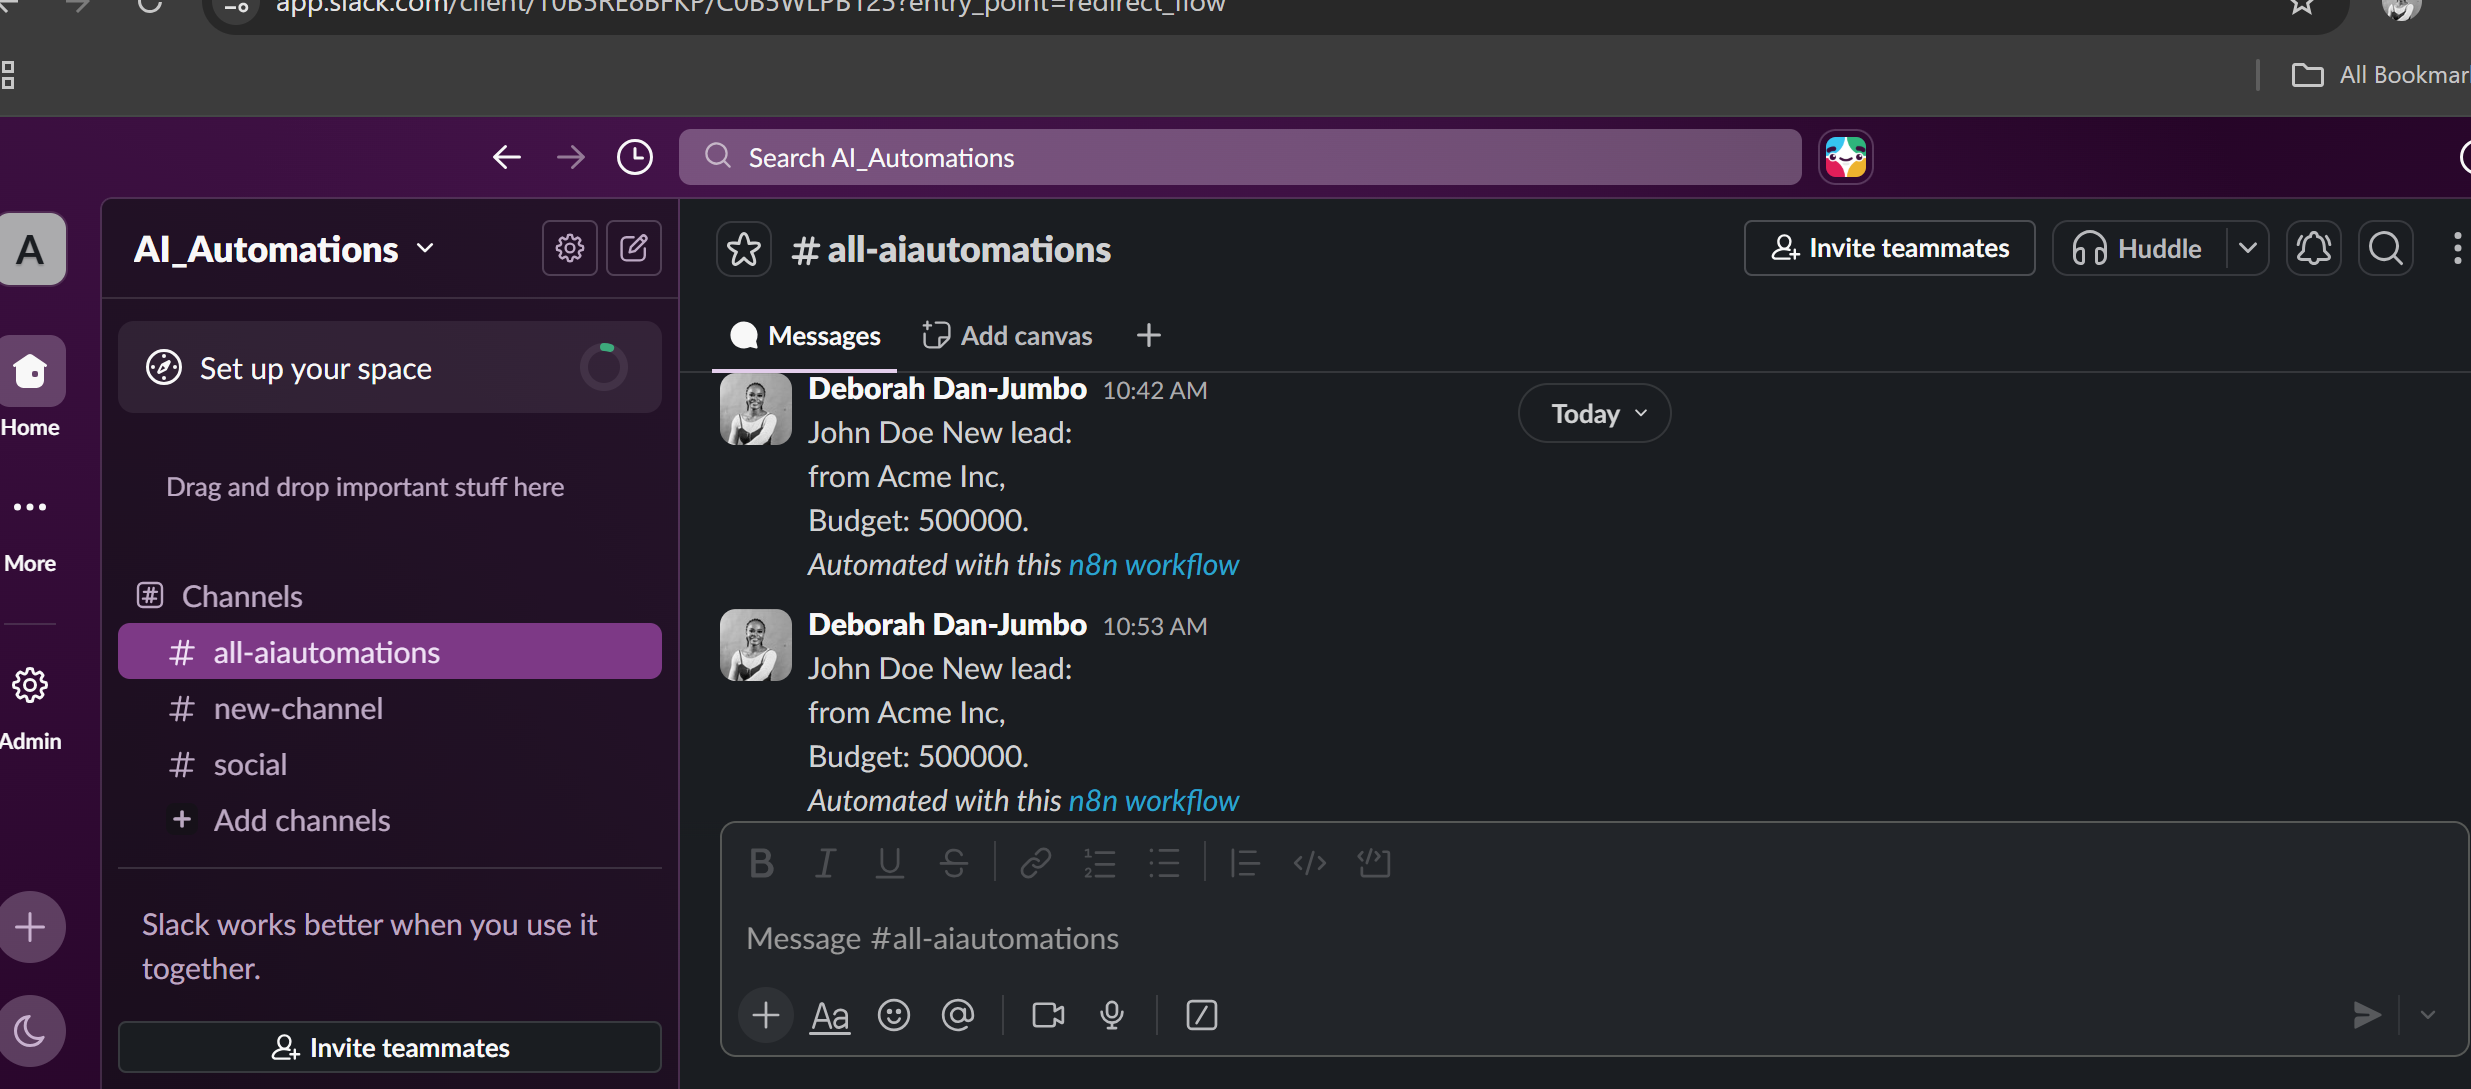 All Bookmar
Search AI_Automations
A
AI_Automations
# all-aiautomations
Invite teammates
Huddle
Messages
Add canvas
Set up your space
Home
Drag and drop important stuff here
More
Channels
# all-aiautomations
# new-channel
# social
+ Add channels
Admin
Slack works better when you use it
together.
Invite teammates
Today
Deborah Dan-Jumbo 10:42 AM
John Doe New lead:
from Acme Inc,
Budget: 500000.
Automated with this n8n workflow
Deborah Dan-Jumbo 10:53 AM
John Doe New lead:
from Acme Inc,
Budget: 500000.
Automated with this n8n workflow
Message #all-aiautomations
Aa